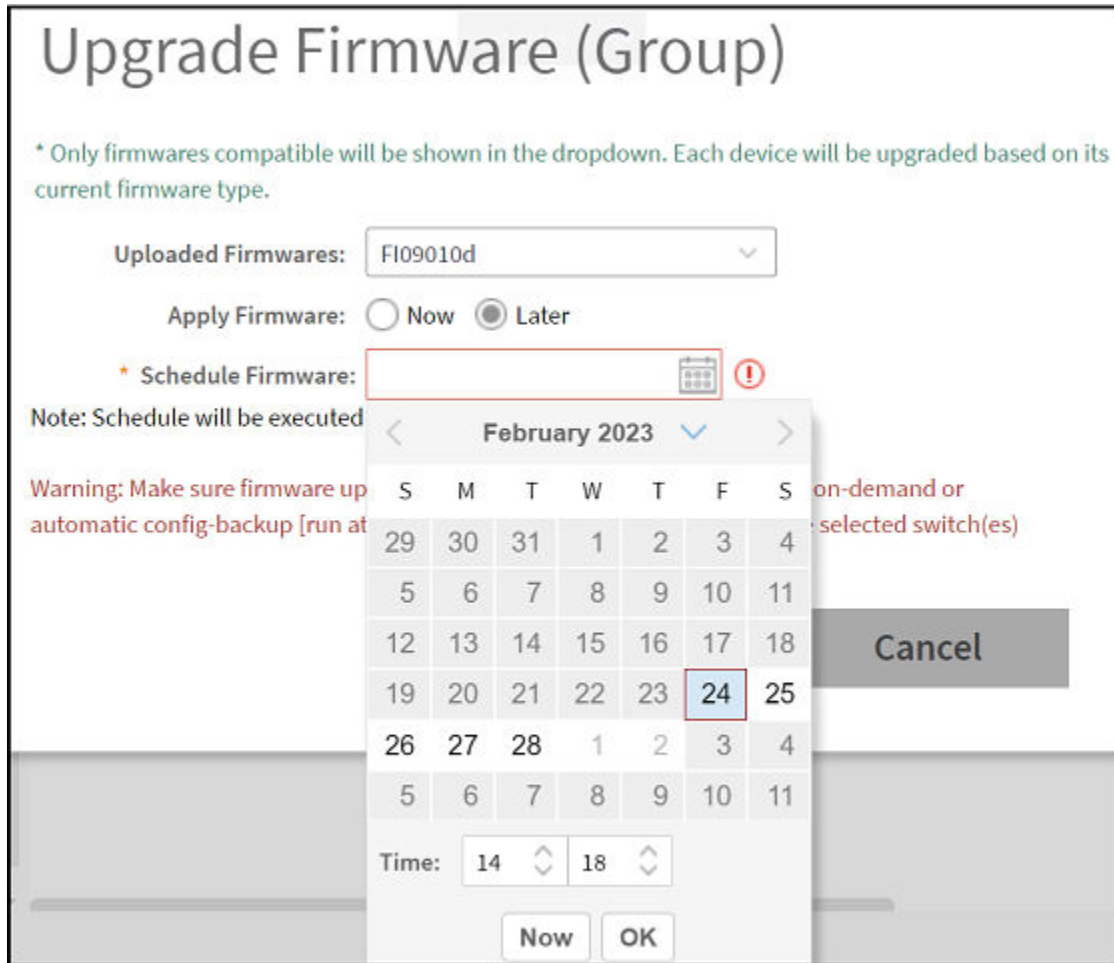 Upgrade Firmware (Group)
* Only firmwares compatible will be shown in the dropdown. Each device will be upgraded based on its
current firmware type.
Uploaded Firmwares: FI09010d
Apply Firmware: Now Later
* Schedule Firmware:
Note: Schedule will be executed
February 2023
Warning: Make sure firmware up
on-demand or
automatic config-backup [run at
selected switch(es)
S M T W T F S
29 30 31 1 2 3 4
5 6 7 8 9 10 11
12 13 14 15 16 17 18
19 20 21 22 23 24 25
26 27 28 1 2 3 4
5 6 7 8 9 10 11
Cancel
Time: 14 18
Now OK